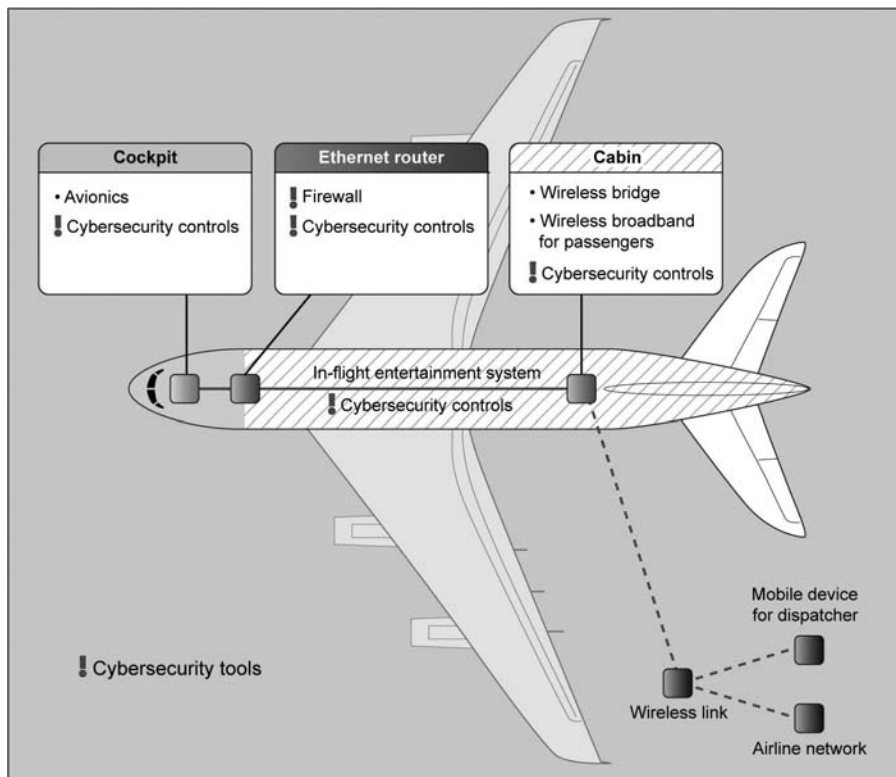 Cockpit
• Avionics
! Cybersecurity controls
Ethernet router
! Firewall
! Cybersecurity controls
Cabin
• Wireless bridge
• Wireless broadband
for passengers
! Cybersecurity controls
In-flight entertainment system
! Cybersecurity controls
Mobile device
for dispatcher
! Cybersecurity tools
Wireless link
Airline network